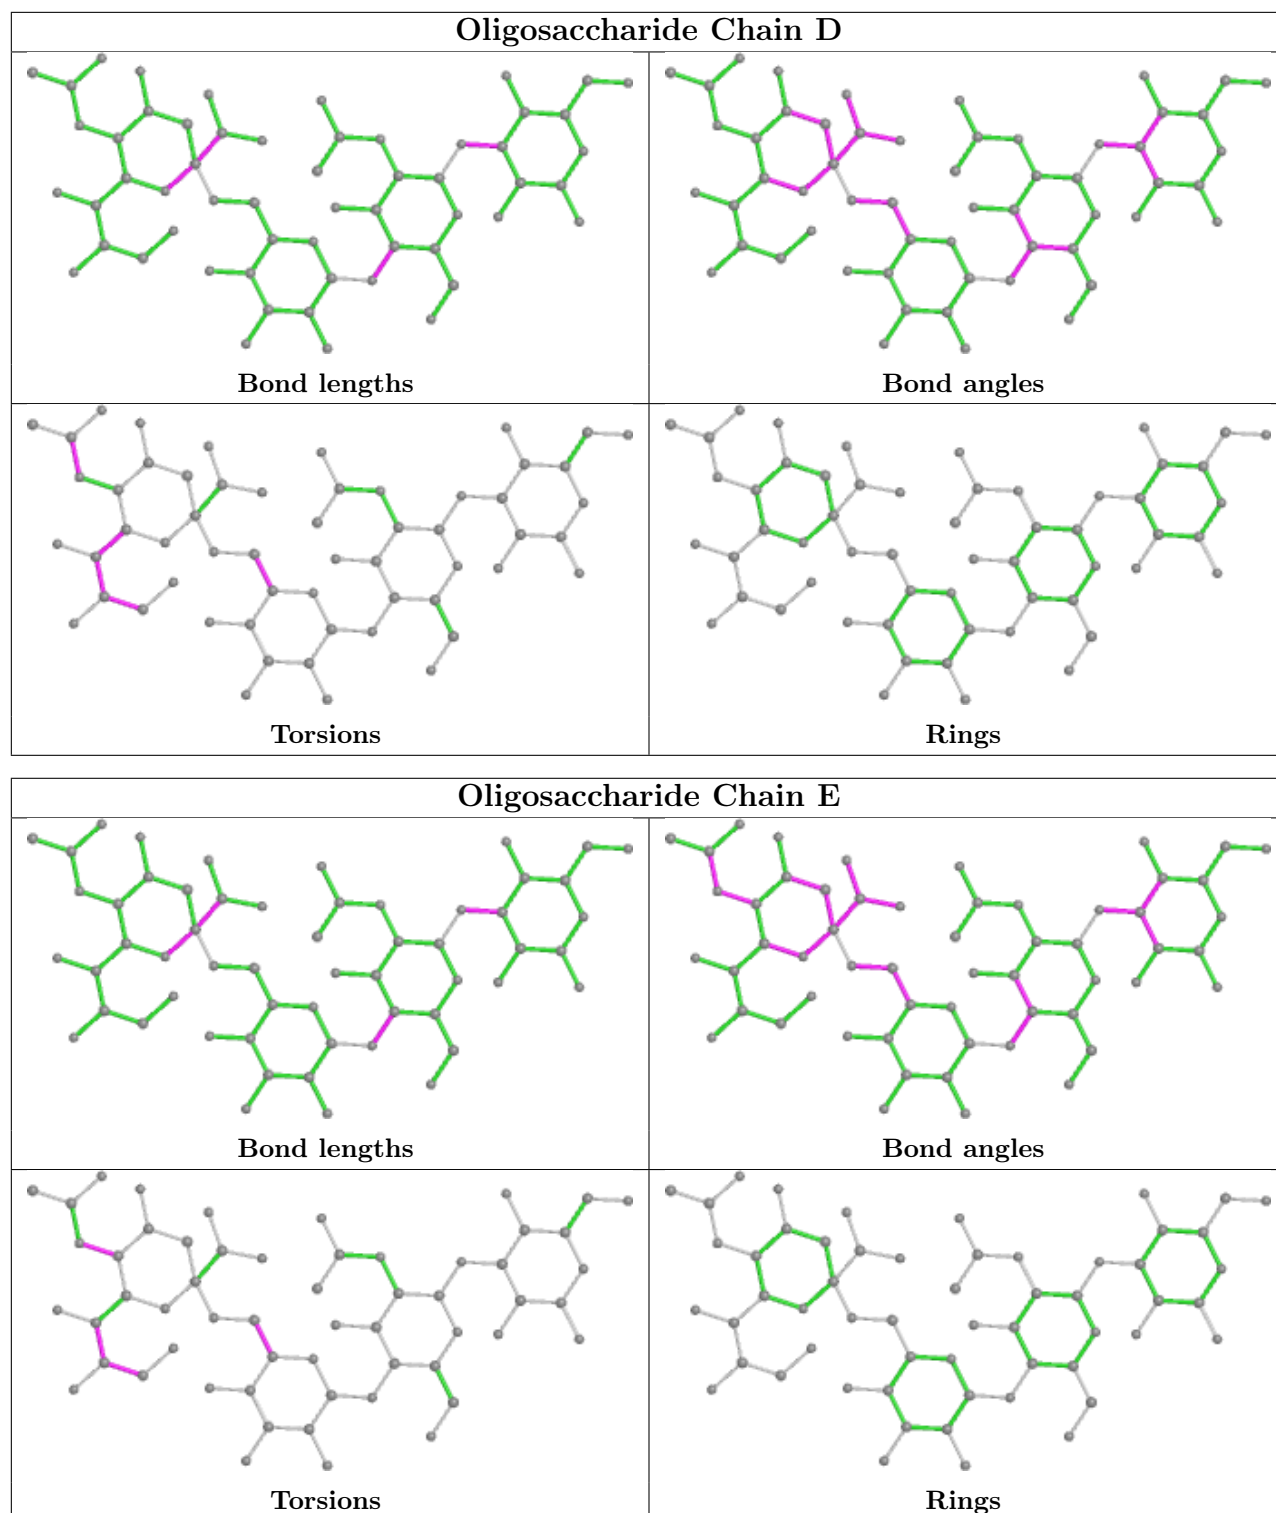 Oligosaccharide Chain D
Bond lengths
Bond angles
Torsions
Rings
Oligosaccharide Chain E
Bond lengths
Bond angles
Torsions
Rings